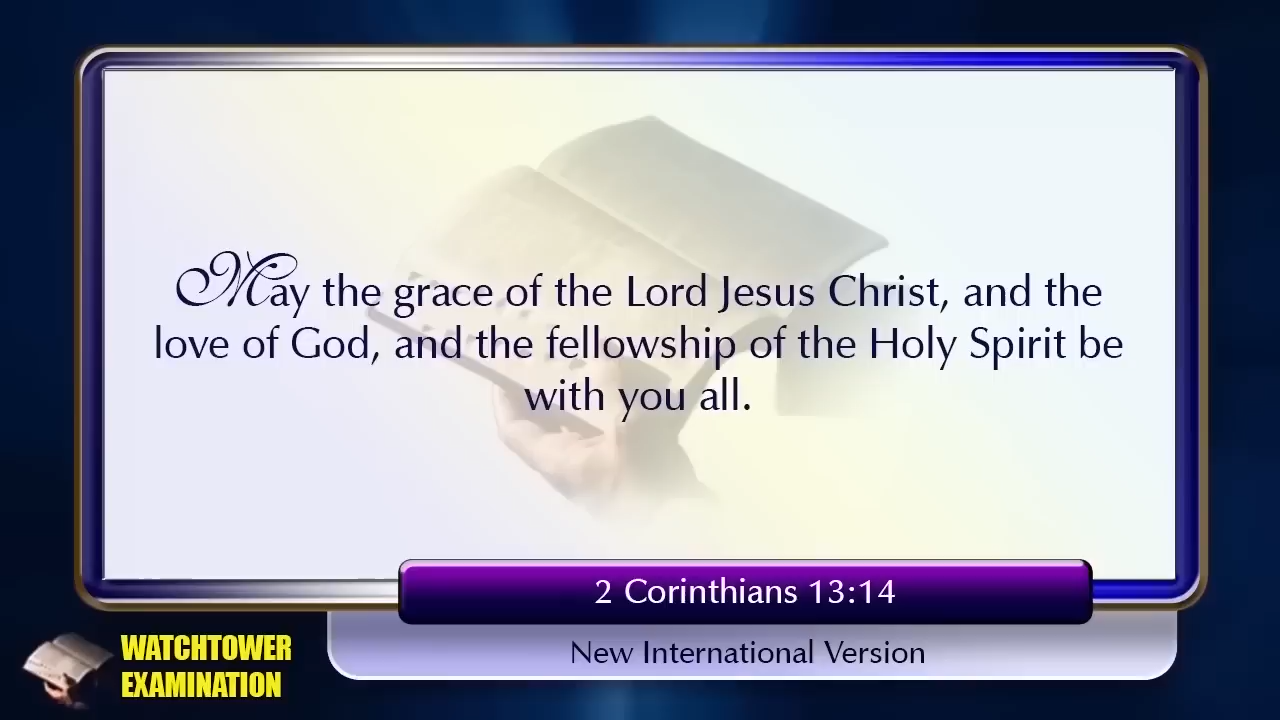 May the grace of the Lord Jesus Christ, and the
love of God, and the fellowship of the Holy Spirit be
with you all.
2 Corinthians 13:14
New International Version
WATCHTOWER
EXAMINATION